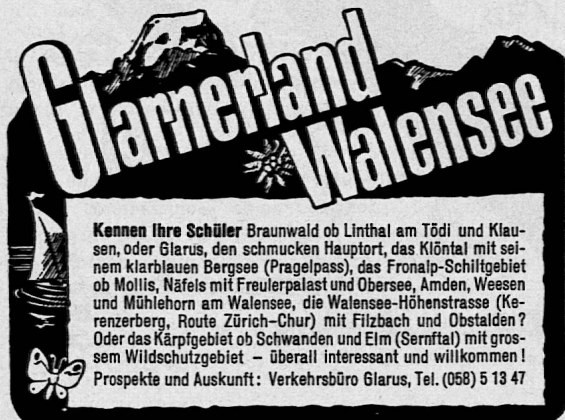 Glarnerland
Walensee
Kennen Ihre Schüler Braunwald ob Linthal am Tödi und Klau-
sen, oder Glarus, den schmucken Hauptort, das Klöntal mit sei-
nem klarblauen Bergsee (Pragelpass), das Fronalp-Schiltgebiet
ob Mollis, Näfels mit Freulerpalast und Obersee, Amden, Weesen
und Mühlehorn am Walensee, die Walensee-Höhenstrasse (Ke-
renzerberg, Route Zürich–Chur) mit Filzbach und Obstalden?
Oder das Kärpfgebiet ob Schwanden und Elm (Sernftal) mit gros-
sem Wildschutzgebiet – überall interessant und willkommen!
Prospekte und Auskunft: Verkehrsbüro Glarus, Tel. (058) 5 13 47